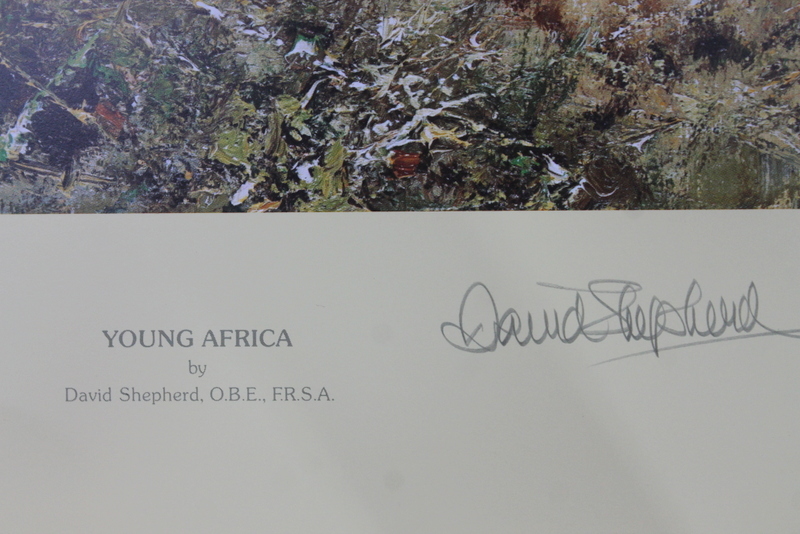 YOUNG AFRICA
by
David Shepherd, O.B.E., F.R.S.A.
David Shepherd